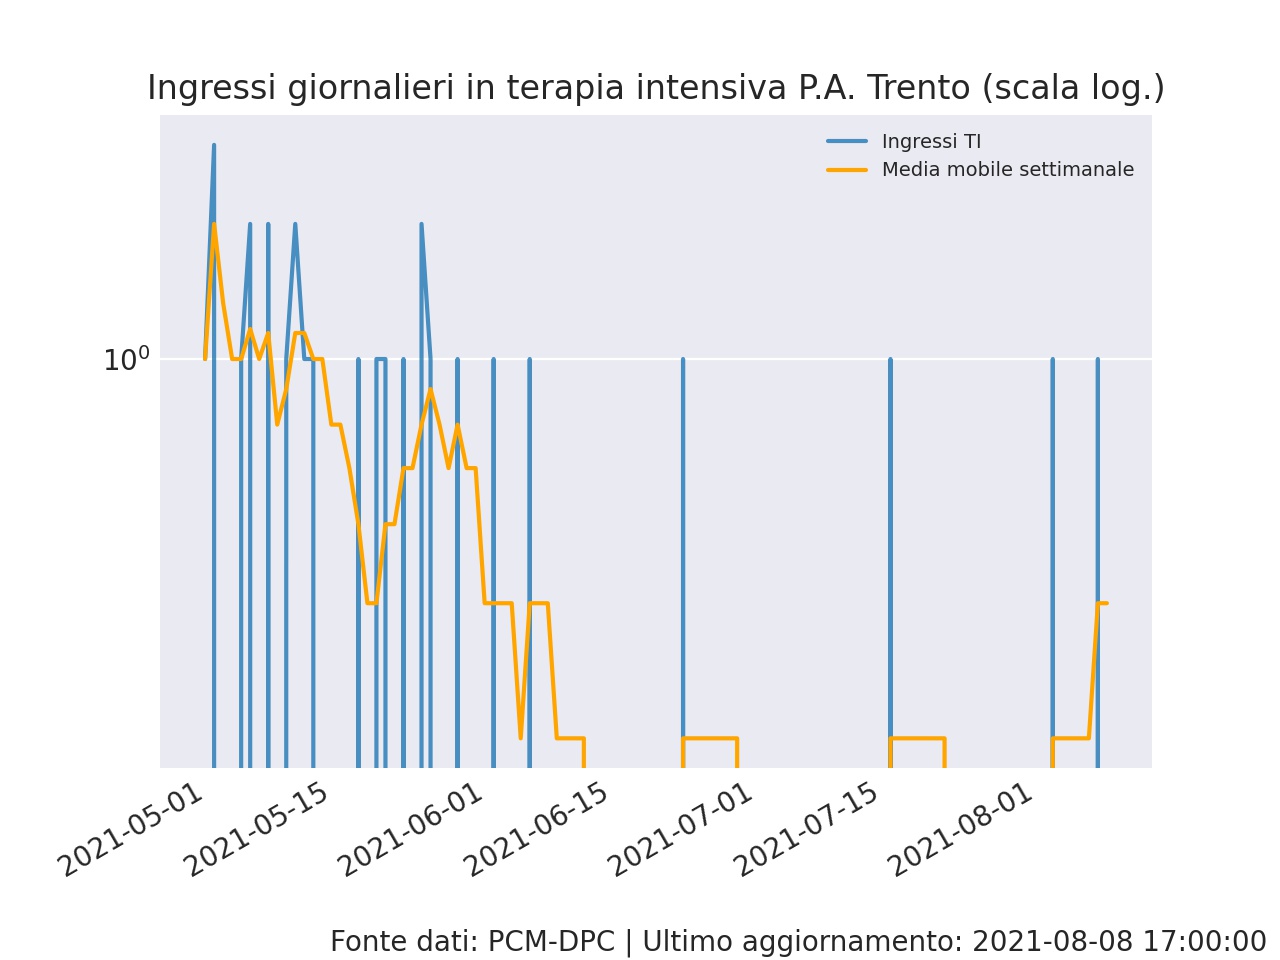 Ingressi giornalieri in terapia intensiva P.A. Trento (scala log.)
Ingressi TI
Media mobile settimanale
10⁰
2021-05-01
2021-05-15
2021-06-01
2021-06-15
2021-07-01
2021-07-15
2021-08-01
Fonte dati: PCM-DPC | Ultimo aggiornamento: 2021-08-08 17:00:00